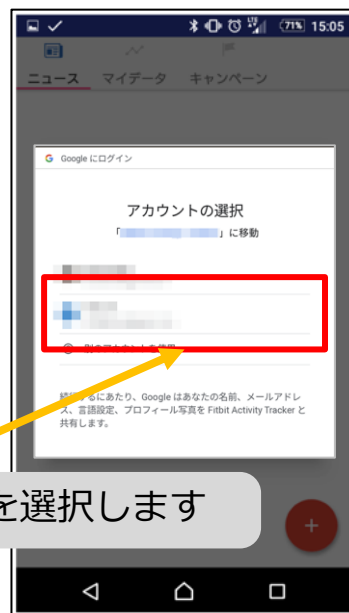 LTE 71% 15:05
ニュース マイデータ キャンペーン
G Google にログイン
アカウントの選択
「 」に移動
別のアカウントを使用
続行するにあたり、Google はあなたの名前、メールアドレ
ス、言語設定、プロフィール写真を Fitbit Activity Tracker と
共有します。
を選択します
+